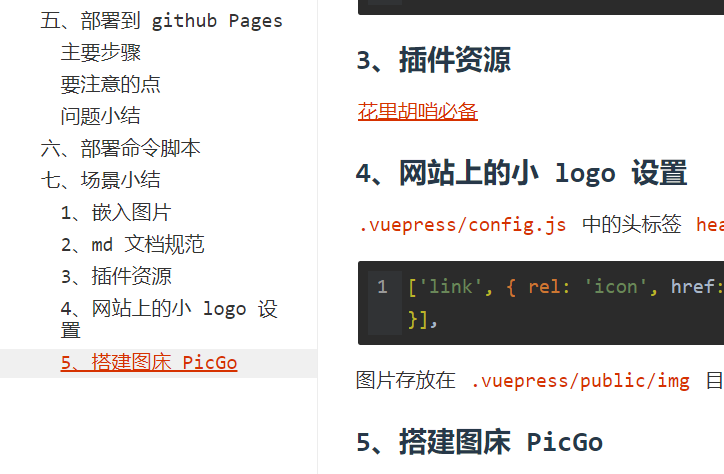 五、部署到 github Pages
主要步骤
要注意的点
问题小结
六、部署命令脚本
七、场景小结
1、嵌入图片
2、md 文档规范
3、插件资源
4、网站上的小 logo 设
置
5、搭建图床 PicGo
3、插件资源
花里胡哨必备
4、网站上的小 logo 设置
.vuepress/config.js 中的头标签 hea
1 ['link', { rel: 'icon', href:
}],
图片存放在 .vuepress/public/img 目
5、搭建图床 PicGo